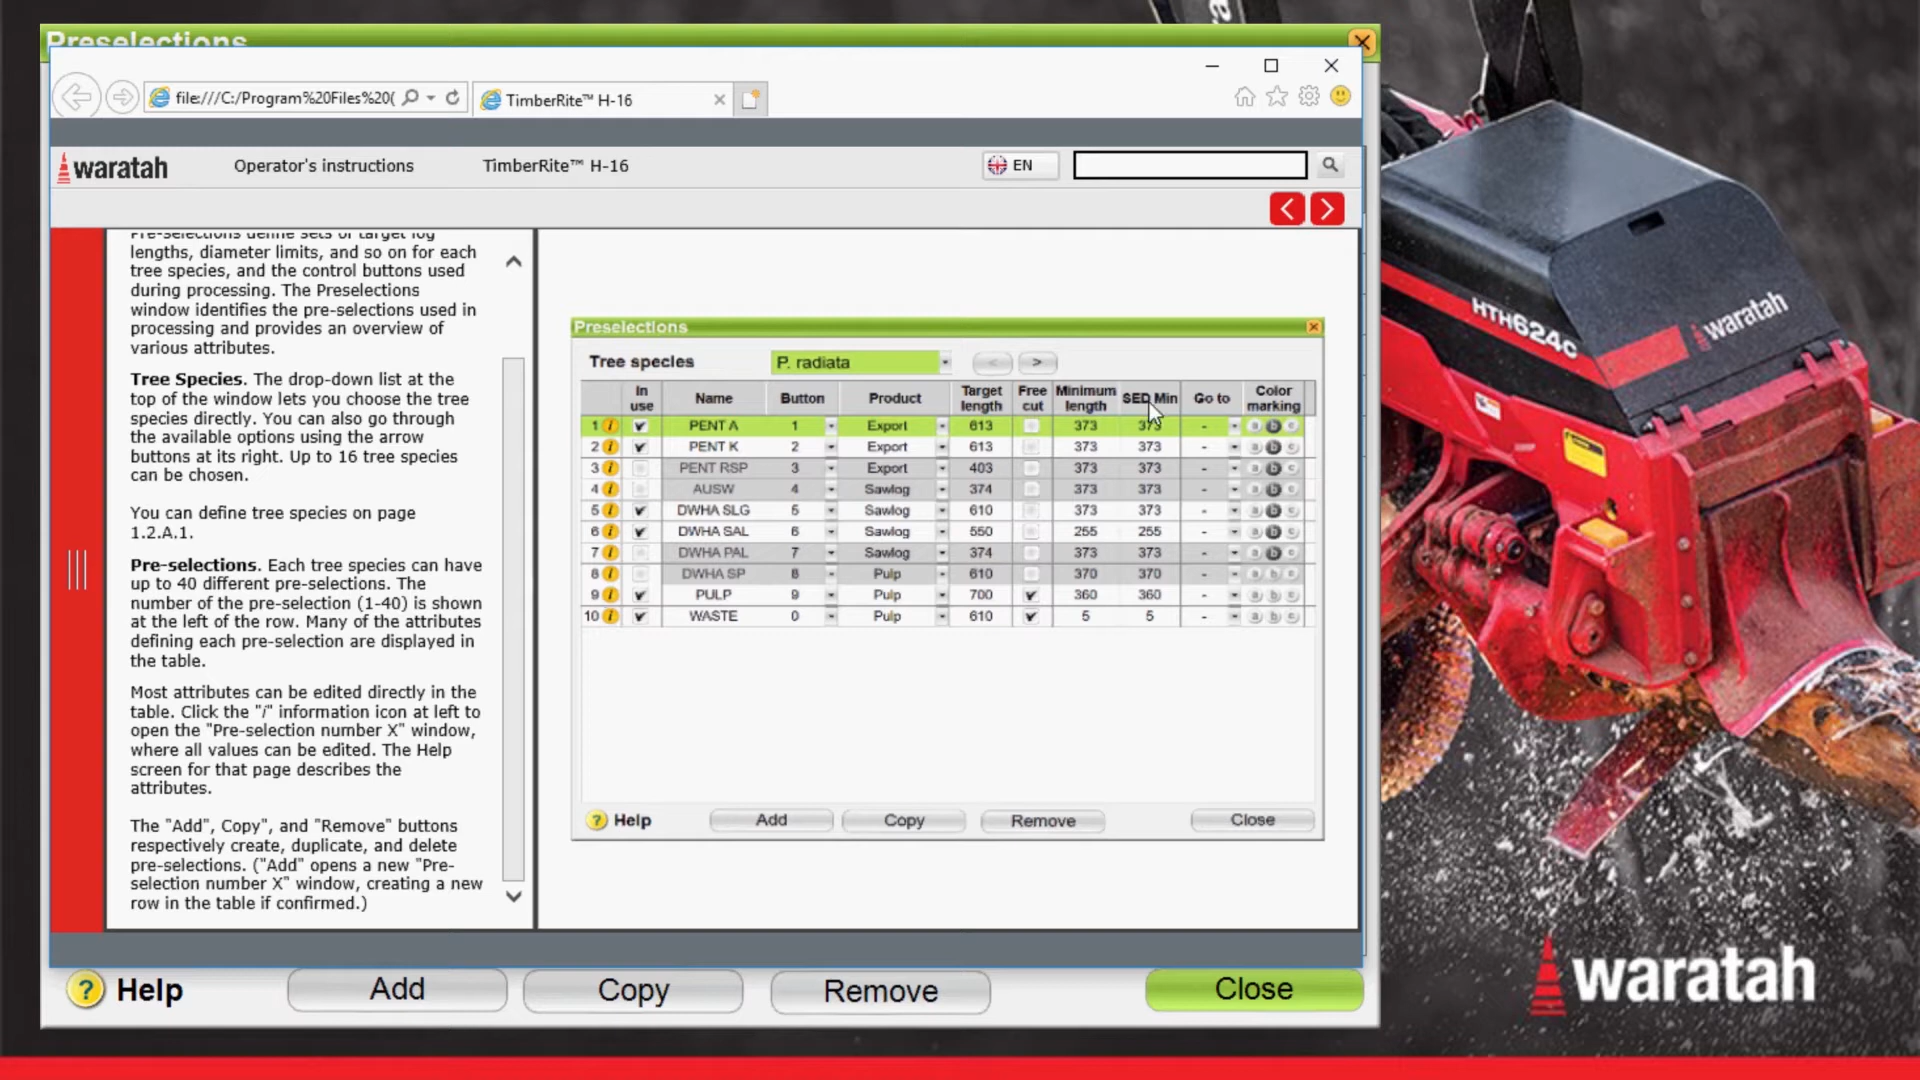 Preselections
file:///C:/Program%20Files%20(
TimberRite™ H-16
waratah
Operator's instructions
TimberRite™ H-16
EN
Pre-selections define sets of target log
lengths, diameter limits, and so on for each
tree species, and the control buttons used
during processing. The Preselections
window identifies the pre-selections used in
processing and provides an overview of
various attributes.
Tree Species. The drop-down list at the
top of the window lets you choose the tree
species directly. You can also go through
the available options using the arrow
buttons at its right. Up to 16 tree species
can be chosen.
You can define tree species on page
1.2.A.1.
Pre-selections. Each tree species can have
up to 40 different pre-selections. The
number of the pre-selection (1-40) is shown
at the left of the row. Many of the attributes
defining each pre-selection are displayed in
the table.
Most attributes can be edited directly in the
table. Click the "i" information icon at left to
open the "Pre-selection number X" window,
where all values can be edited. The Help
screen for that page describes the
attributes.
The "Add", Copy", and "Remove" buttons
respectively create, duplicate, and delete
pre-selections. ("Add" opens a new "Pre-
selection number X" window, creating a new
row in the table if confirmed.)
Preselections
Tree species P. radiata < >
In use Name Button Product Target length Free cut Minimum length SED Min Go to Color marking
1 i PENT A 1 Export 613 373 373 - a b c
2 i PENT K 2 Export 613 373 373 - a b c
3 i PENT RSP 3 Export 403 373 373 - a b c
4 i AUSW 4 Sawlog 374 373 373 - a b c
5 i DWHA SLG 5 Sawlog 610 373 373 - a b c
6 i DWHA SAL 6 Sawlog 550 255 255 - a b c
7 i DWHA PAL 7 Sawlog 374 373 373 - a b c
8 i DWHA SP 8 Pulp 610 370 370 - a b c
9 i PULP 9 Pulp 700 360 360 - a b c
10 i WASTE 0 Pulp 610 5 5 - a b c
? Help Add Copy Remove Close
? Help Add Copy Remove Close
HTH624C
waratah
waratah